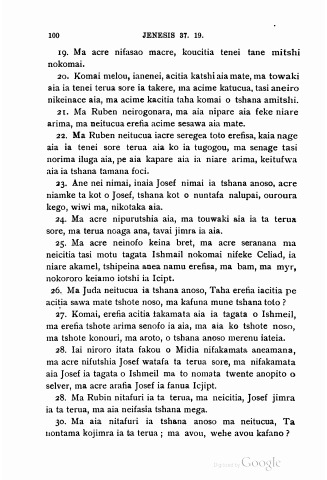 100 JENESIS 37. 19.
19. Ma acre nifasao macre, koucitia tenei tane mitshi
nokomai.
20. Komai melou, ianenei, acitia katshi aia mate, ma towaki
aia ia tenei terua sore ia takere, ma acime katucua, tasi aneiro
nikeinace aia, ma acime kacitia taha komai o tshana amitshi.
21. Ma Ruben neirogonara, ma aia nipare aia feke niare
arima, ma neitucua erefia acime sesawa aia mate.
22. Ma Ruben neitucua iacre seregea toto erefisa, kaia nage
aia ia tenei sore terua aia ko ia tugogou, ma senage tasi
norima iluga aia, pe aia kapare aia ia niare arima, keitufwa
aia ia tshana tamana foci.
23. Ane nei nimai, inaia Josef nimai ia tshana anoso, acre
niamke ta kot o Josef, tshana kot o nuntafa nalupai, ouroura
kego, wiwi ma, nikotaka aia.
24. Ma acre nipurutshia aia, ma touwaki aia ia ta terua
sore, ma terua noaga ana, tavai jimra ia aia.
25. Ma acre neinofo keina bret, ma acre seranana ma
neicitia tasi motu tagata Ishmail nokomai nifeke Celiad, ia
niare akamel, tshipeina anea namu erefisa, ma bam, ma myr,
nokororo keiamo iotshi ia Icipt.
26. Ma Juda neitucua ia tshana anoso, Taha erefia iacitia pe
acitia sawa mate tshote noso, ma kafuna mune tshana toto ?
27. Komai, erefia acitia takamata aia ia tagata o Ishmeil,
ma erefia tshote arima senofo ia aia, ma aia ko tshote noso,
ma tshote konouri, ma aroto, o tshana anoso merenu iateia.
28. Iai niroro itata fakou o Midia nifakamats aneamana,
ma acre nifutshia Josef watafa ta terua sore, ma nifakamata
aia Josef ia tagata o Ishmeil ma to nomata twente anopito o
selver, ma acre arafia Josef ia fanua Icjipt.
28. Ma Rubin nitafuri ia ta terua, ma neicitia, Josef jimra
ia ta terua, ma aia neifasia tshana mega.
30. Ma aia nitafuri ia tshana anoso ma neitucua, Ta
nontama kojimra ia ta terua ; ma avou, wehe avou kafano ?
Digitized by Google